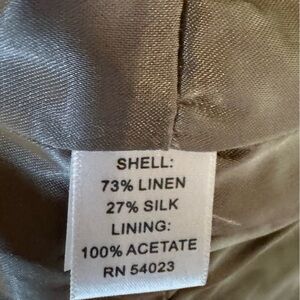 SHELL:
73% LINEN
27% SILK
LINING:
100% ACETATE
RN 54023